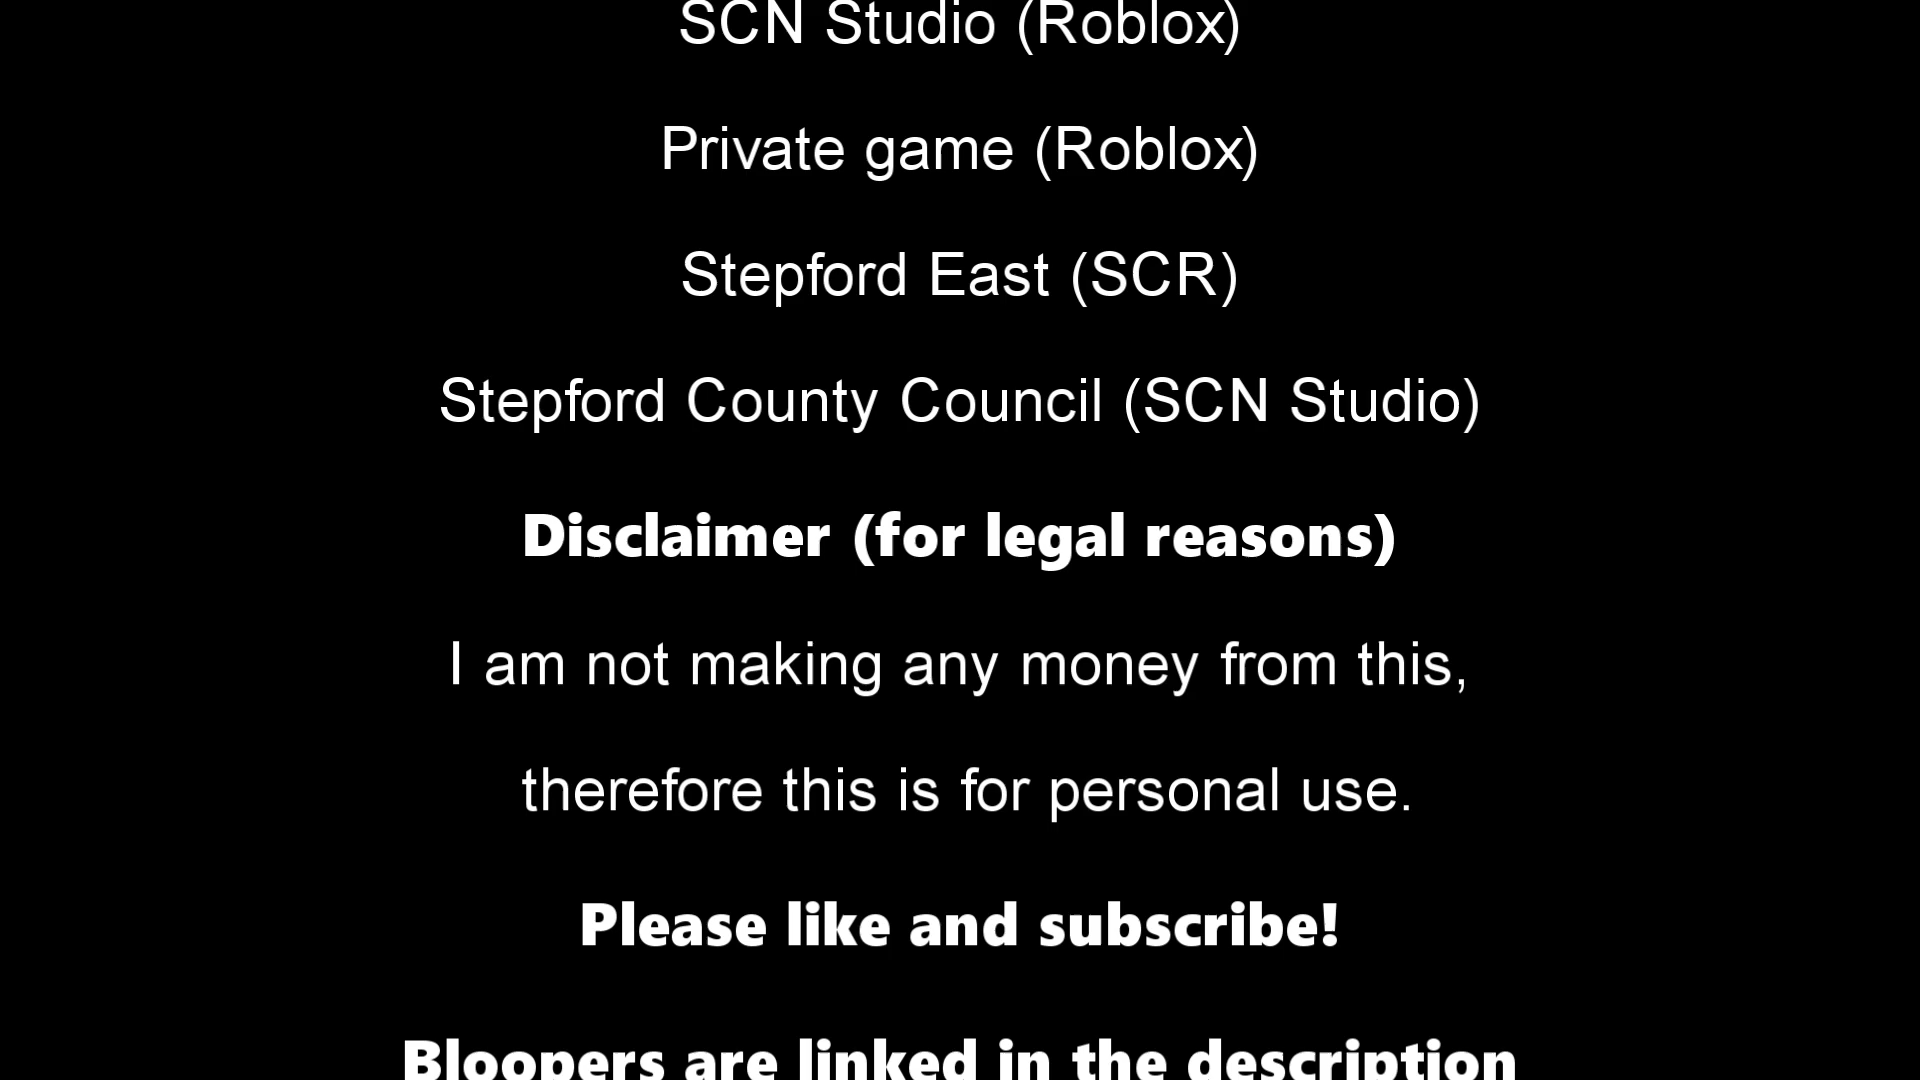 SCN Studio (Roblox)
Private game (Roblox)
Stepford East (SCR)
Stepford County Council (SCN Studio)
Disclaimer (for legal reasons)
I am not making any money from this,
therefore this is for personal use.
Please like and subscribe!
Bloopers are linked in the description